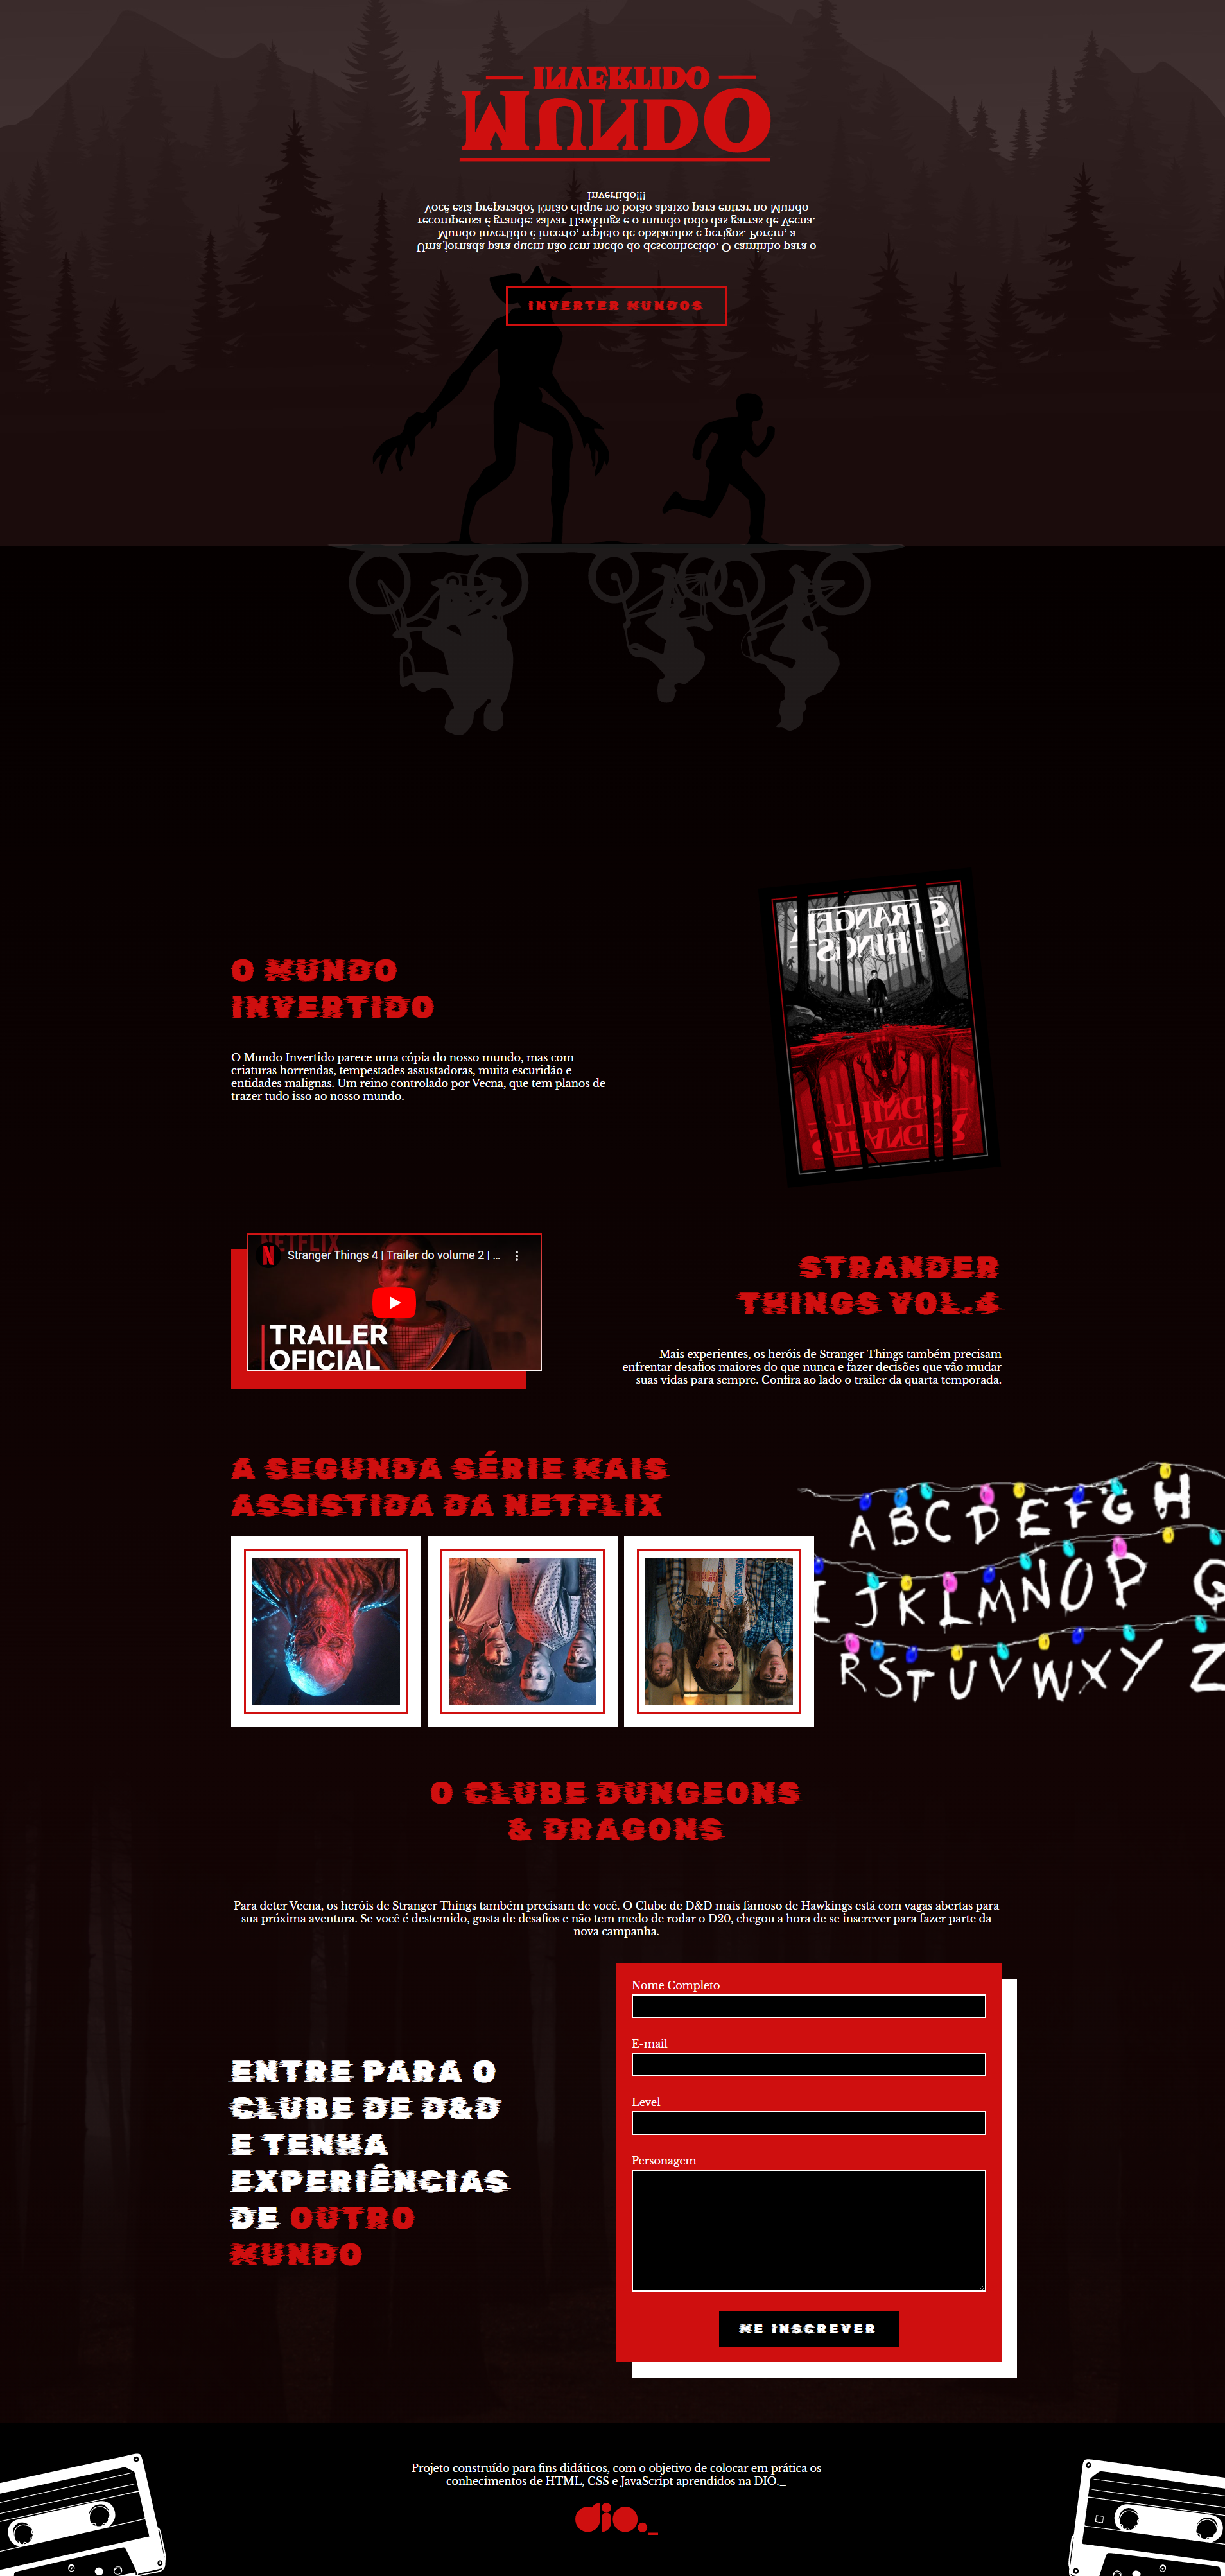 INVERTIDO
MUNDO
Uma jornada para quem não tem medo do desconhecido. O caminho para o
Mundo invertido é incerto, repleto de obstáculos e perigos. Porém, a
recompensa é grande: salvar Hawkings e o mundo todo das garras de Vecna.
Você está preparado? Então clique no botão abaixo para entrar no Mundo
Invertido!!!
INVERTER MUNDOS
O MUNDO
INVERTIDO
O Mundo Invertido parece uma cópia do nosso mundo, mas com
criaturas horrendas, tempestades assustadoras, muita escuridão e
entidades malignas. Um reino controlado por Vecna, que tem planos de
trazer tudo isso ao nosso mundo.
STRANGER
THINGS
THINGS
STRANGER
NETFLIX
N Stranger Things 4 | Trailer do volume 2 | ...
TRAILER
OFICIAL
STRANDER
THINGS VOL.4
Mais experientes, os heróis de Stranger Things também precisam
enfrentar desafios maiores do que nunca e fazer decisões que vão mudar
suas vidas para sempre. Confira ao lado o trailer da quarta temporada.
A SEGUNDA SÉRIE MAIS
ASSISTIDA DA NETFLIX
A B C D E F G H
I J K L M N O P Q
R S T U V W X Y Z
O CLUBE DUNGEONS
& DRAGONS
Para deter Vecna, os heróis de Stranger Things também precisam de você. O Clube de D&D mais famoso de Hawkings está com vagas abertas para
sua próxima aventura. Se você é destemido, gosta de desafios e não tem medo de rodar o D20, chegou a hora de se inscrever para fazer parte da
nova campanha.
ENTRE PARA O
CLUBE DE D&D
E TENHA
EXPERIÊNCIAS
DE OUTRO
MUNDO
Nome Completo
E-mail
Level
Personagem
ME INSCREVER
Projeto construído para fins didáticos, com o objetivo de colocar em prática os
conhecimentos de HTML, CSS e JavaScript aprendidos na DIO._
dio._